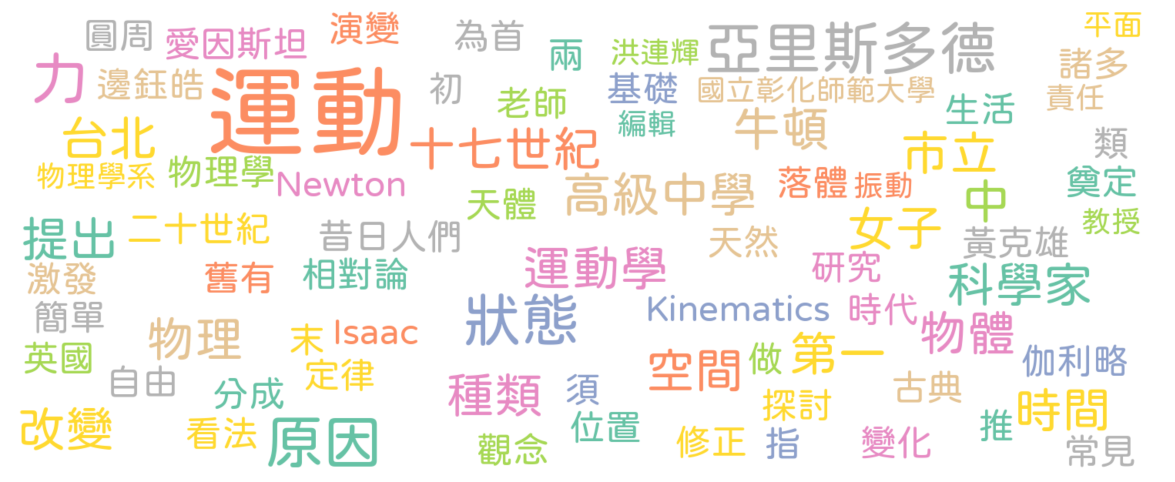 圓周 愛因斯坦 演變 為首 兩 洪連輝 亞里斯多德 平面
力 邊鈺皓 運動 初 老師 基礎 國立彰化師範大學 諸多
編輯 生活 責任
台北 十七世紀 牛頓 市立 類
物理學系 物理學 Newton 天體 高級中學 落體 振動 中 奠定
提出 二十世紀 昔日人們 天然 女子 黃克雄 教授
激發 舊有 相對論 運動學 研究 科學家
簡單 物理 末 Isaac 狀態 Kinematics 時代 物體
英國 自由 分成 定律 種類 須 空間 做 第一 古典 伽利略
改變 看法 原因 觀念 位置 修正 指 探討 變化 推 時間
常見